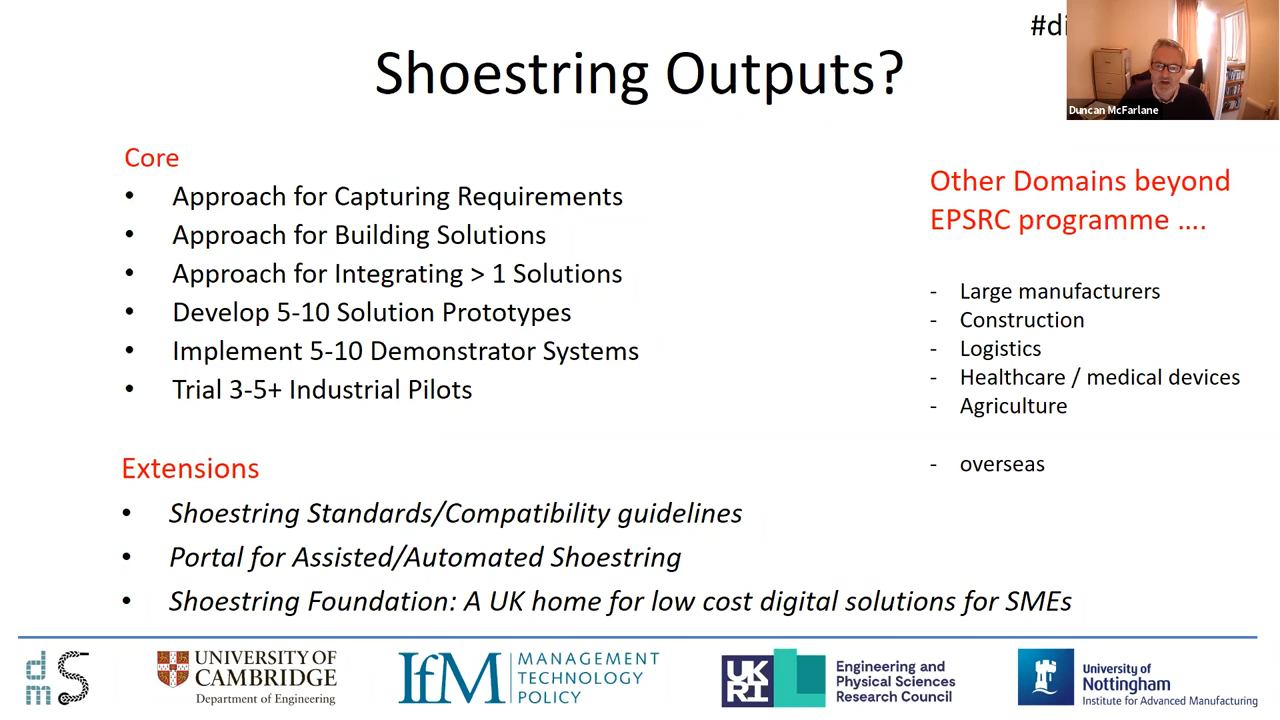 #di
Shoestring Outputs?
Duncan McFarlane
Core
• Approach for Capturing Requirements
• Approach for Building Solutions
• Approach for Integrating > 1 Solutions
• Develop 5-10 Solution Prototypes
• Implement 5-10 Demonstrator Systems
• Trial 3-5+ Industrial Pilots
Extensions
• Shoestring Standards/Compatibility guidelines
• Portal for Assisted/Automated Shoestring
• Shoestring Foundation: A UK home for low cost digital solutions for SMEs
Other Domains beyond
EPSRC programme ....
- Large manufacturers
- Construction
- Logistics
- Healthcare / medical devices
- Agriculture
- overseas
dmS
UNIVERSITY OF
CAMBRIDGE
Department of Engineering
IfM
MANAGEMENT
TECHNOLOGY
POLICY
UK
RI
Engineering and
Physical Sciences
Research Council
University of
Nottingham
Institute for Advanced Manufacturing